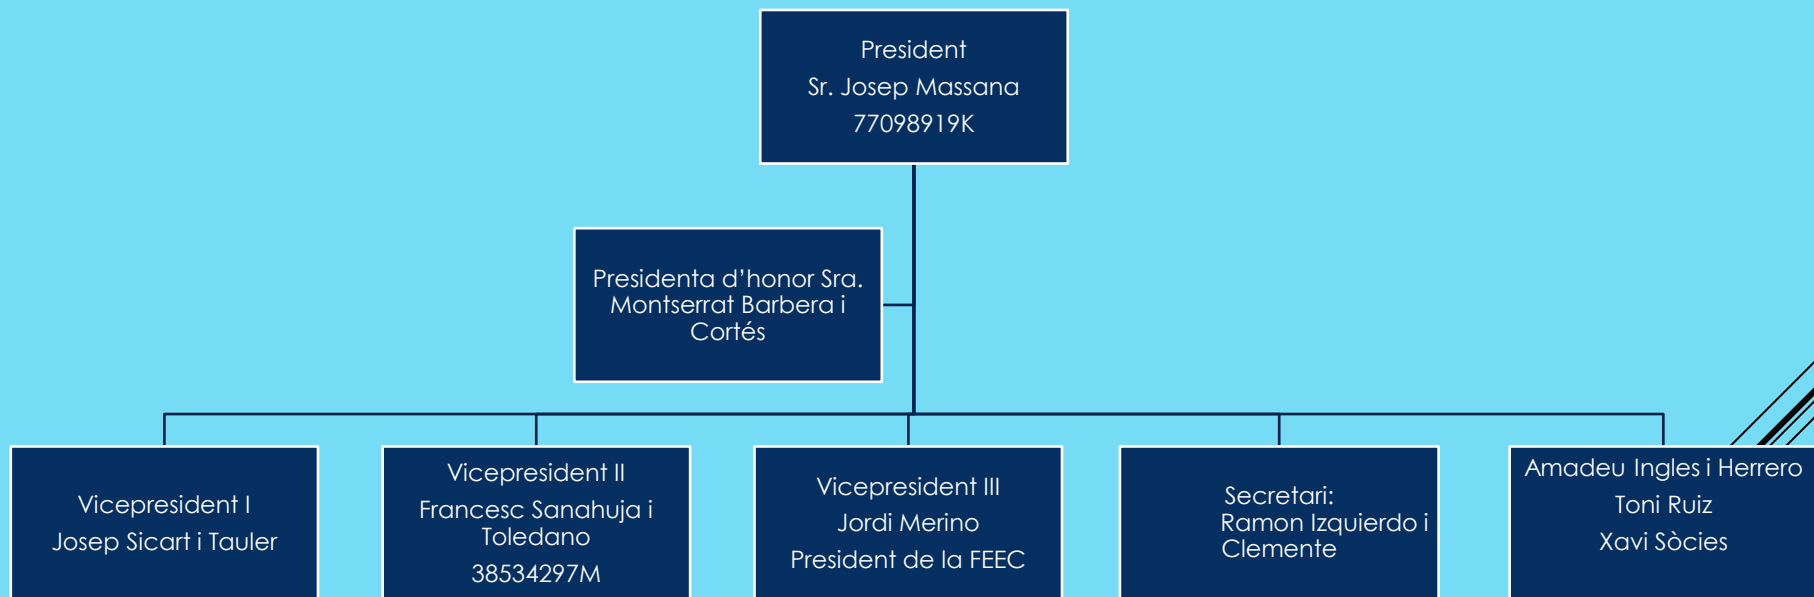 President
Sr. Josep Massana
77098919K
Presidenta d’honor Sra.
Montserrat Barbera i
Cortés
Vicepresident I
Josep Sicart i Tauler
Vicepresident II
Francesc Sanahuja i
Toledano
38534297M
Vicepresident III
Jordi Merino
President de la FEEC
Secretari:
Ramon Izquierdo i
Clemente
Amadeu Ingles i Herrero
Toni Ruiz
Xavi Sòcies